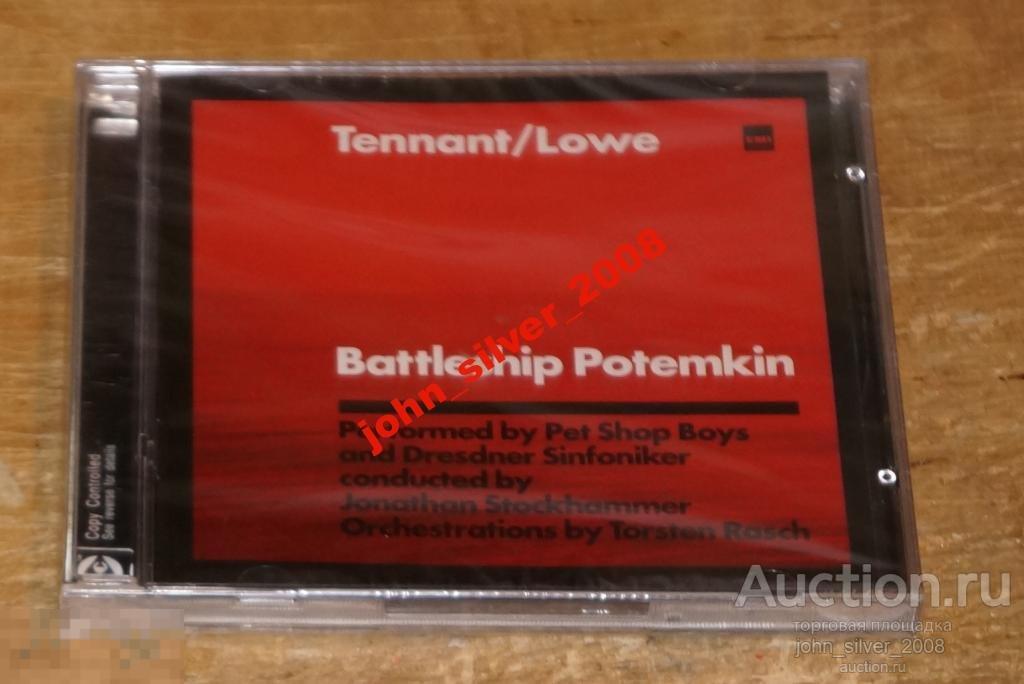 Tennant/Lowe
john_silver_2008
Battleship Potemkin
Performed by Pet Shop Boys
and Dresdner Sinfoniker
conducted by
Jonathan Stockhammer
Orchestrations by Torsten Rasch
Copy Controlled
See reverse for details
Auction.ru
торговая площадка
john_silver_2008
auction.ru